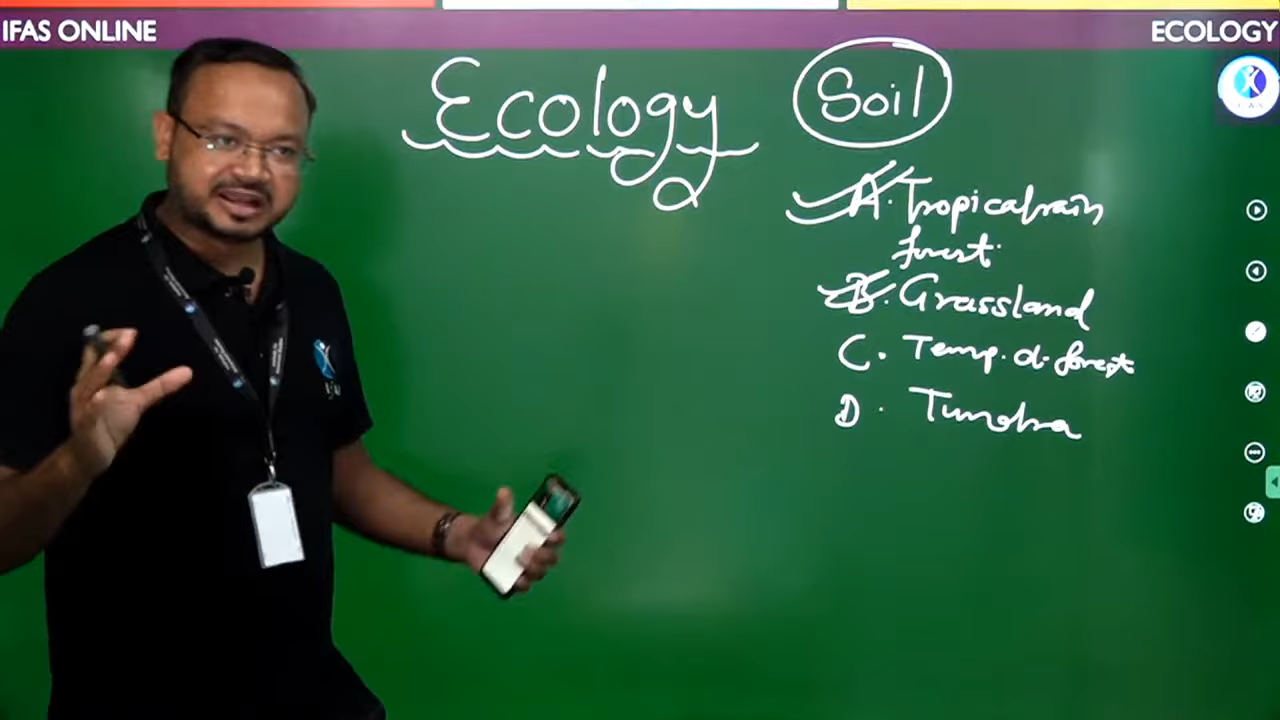 IFAS ONLINE
ECOLOGY
Ecology
Soil
A. Tropical rain
forest.
B. Grassland
C. Temp. d. forest
D. Tundra